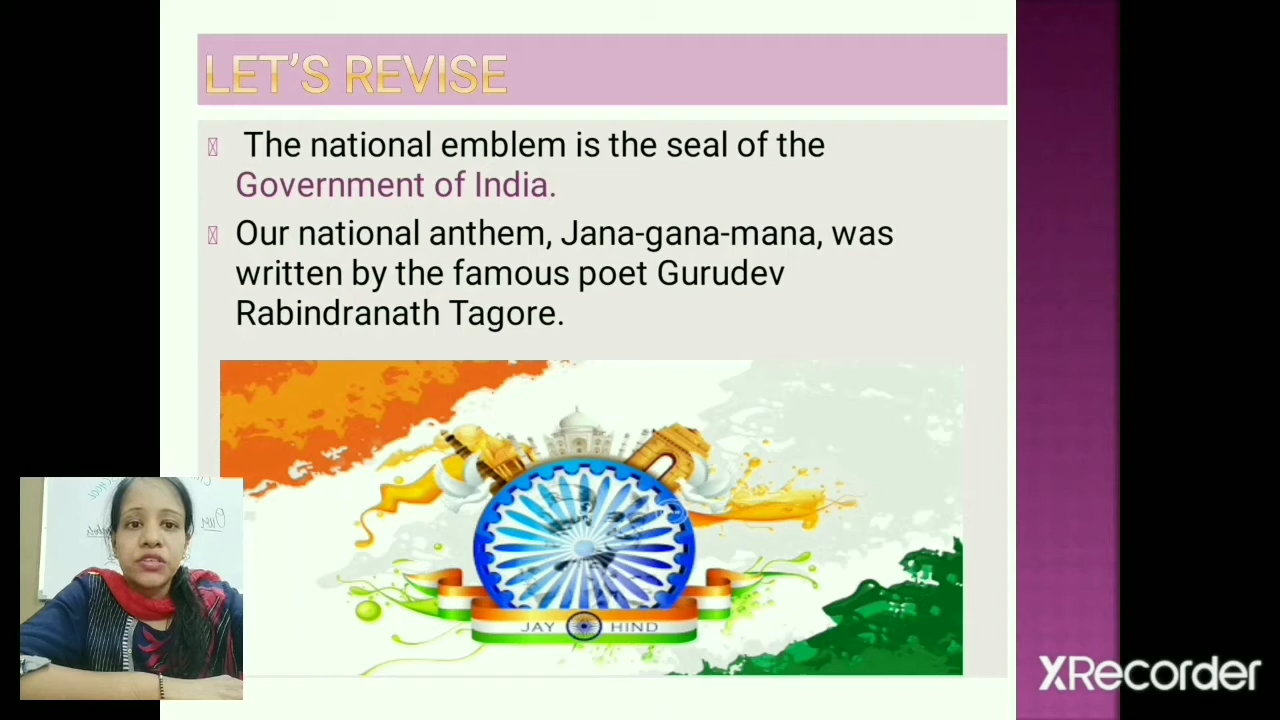 LET'S REVISE
The national emblem is the seal of the
Government of India.
Our national anthem, Jana-gana-mana, was
written by the famous poet Gurudev
Rabindranath Tagore.
JAY HIND
XRecorder